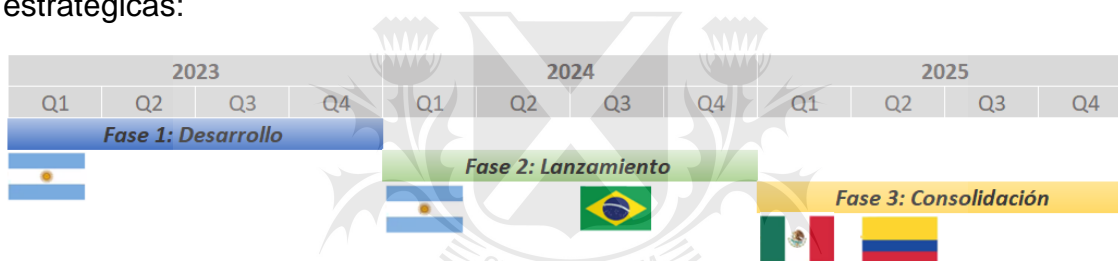 estratégicas:
2023 2024 2025
Q1 Q2 Q3 Q4 Q1 Q2 Q3 Q4 Q1 Q2 Q3 Q4
Fase 1: Desarrollo
Fase 2: Lanzamiento
Fase 3: Consolidación